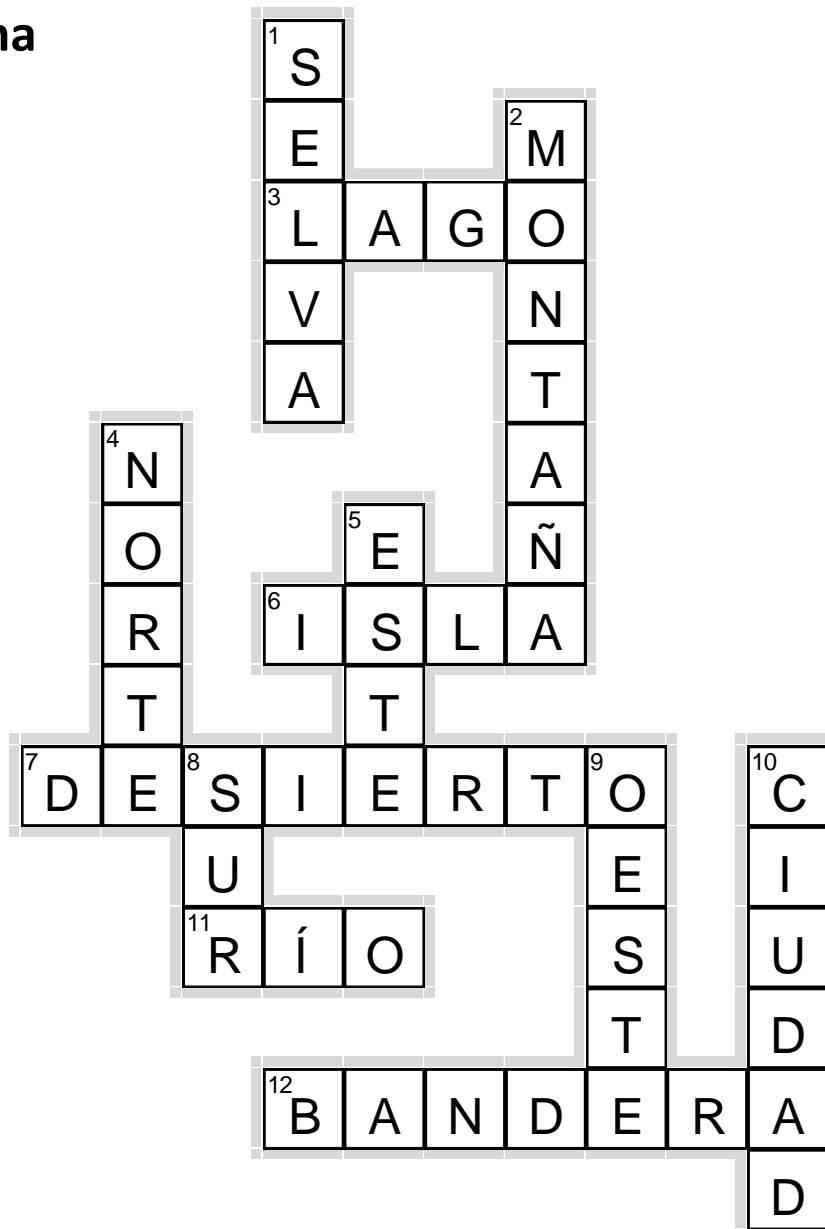 na
1 S
E 2 M
3 L A G O
V N
A T
4 N A
O 5 E Ñ
R 6 I S L A
T T
7 D E 8 S I E R T 9 O 10 C
U E I
11 R Í O S U
T D
12 B A N D E R A
D